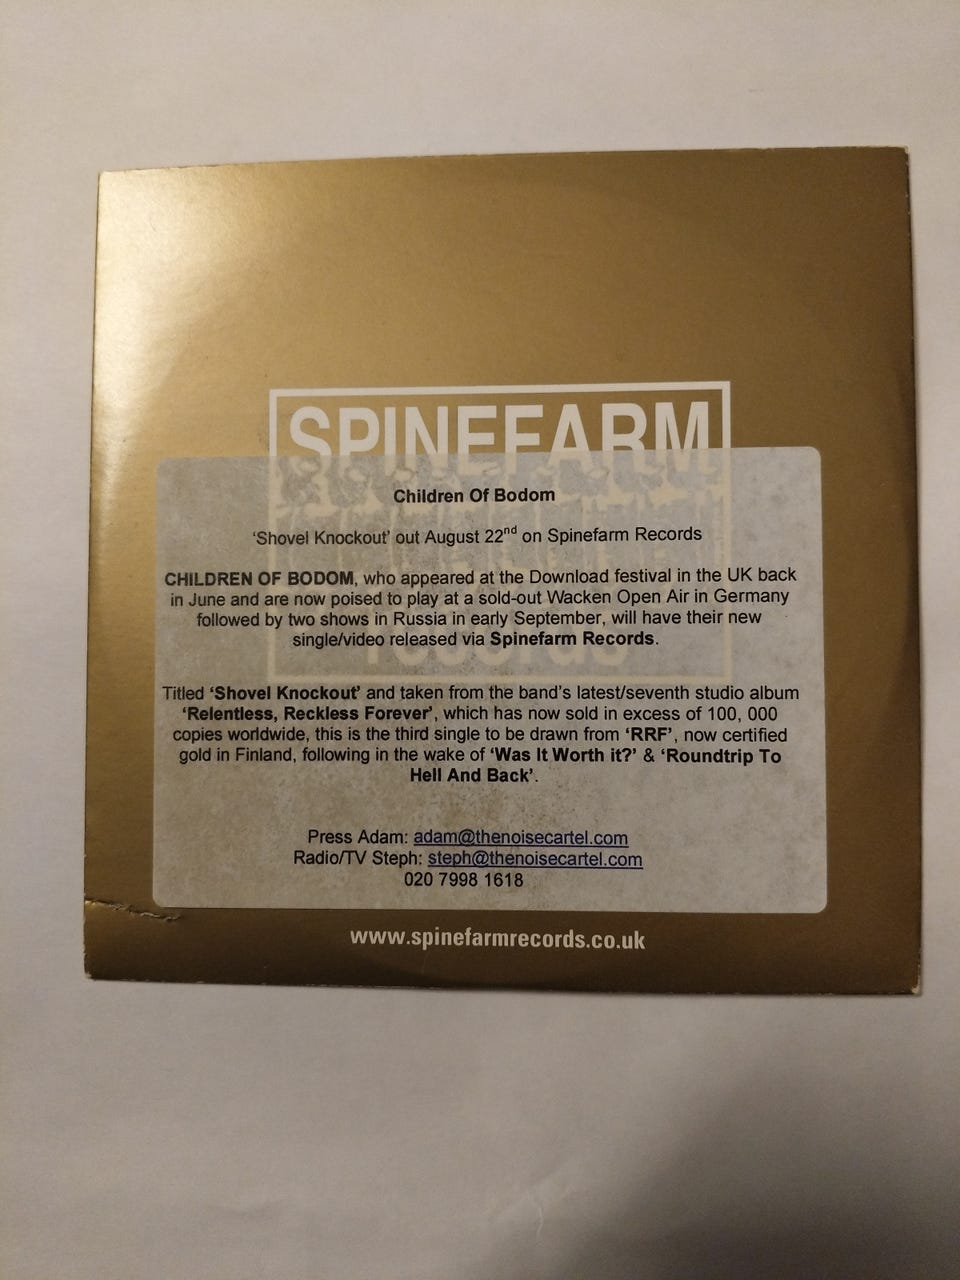 SPINEFARM
Children Of Bodom
‘Shovel Knockout’ out August 22nd on Spinefarm Records
CHILDREN OF BODOM, who appeared at the Download festival in the UK back
in June and are now poised to play at a sold-out Wacken Open Air in Germany
followed by two shows in Russia in early September, will have their new
single/video released via Spinefarm Records.
records
Titled ‘Shovel Knockout’ and taken from the band’s latest/seventh studio album
‘Relentless, Reckless Forever’, which has now sold in excess of 100, 000
copies worldwide, this is the third single to be drawn from ‘RRF’, now certified
gold in Finland, following in the wake of ‘Was It Worth it?’ & ‘Roundtrip To
Hell And Back’.
Press Adam: adam@thenoisecartel.com
Radio/TV Steph: steph@thenoisecartel.com
020 7998 1618
www.spinefarmrecords.co.uk